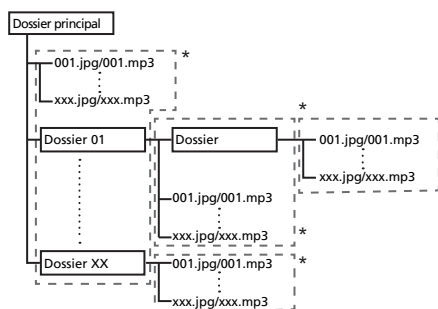 Dossier principal
001.jpg/001.mp3
*
xxx.jpg/xxx.mp3
*
*
Dossier 01
Dossier
001.jpg/001.mp3
xxx.jpg/xxx.mp3
001.jpg/001.mp3
xxx.jpg/xxx.mp3
*
Dossier XX
001.jpg/001.mp3
*
xxx.jpg/xxx.mp3